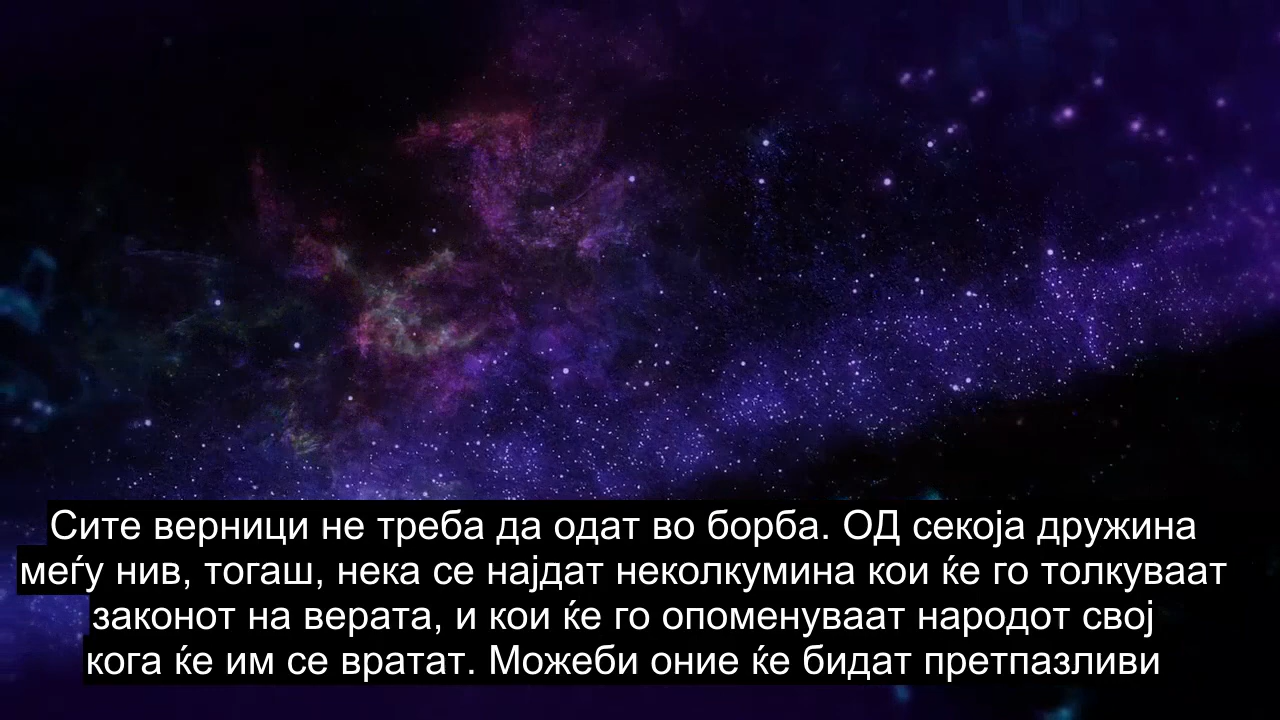 Сите верници не треба да одат во борба. ОД секоја дружина
меѓу нив, тогаш, нека се најдат неколкумина кои ќе го толкуваат
законот на верата, и кои ќе го опоменуваат народот свој
кога ќе им се вратат. Можеби оние ќе бидат претпазливи